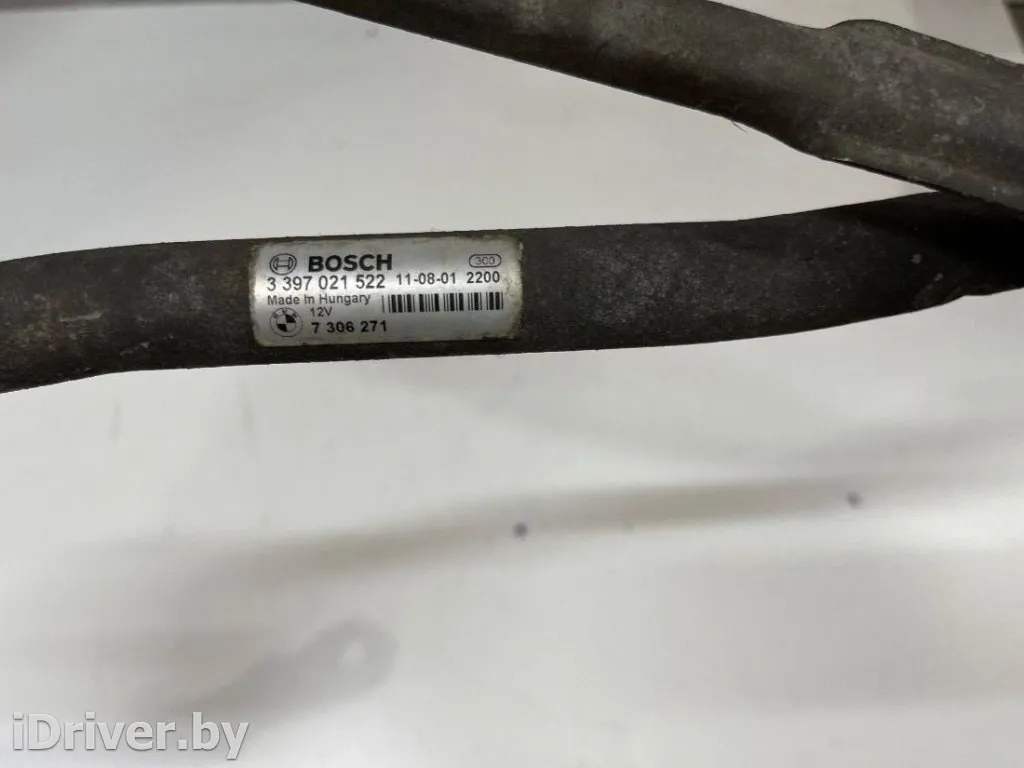 BOSCH 300
3 397 021 522 11-08-01 2200
Made In Hungary
12V
7 306 271
iDriver.by